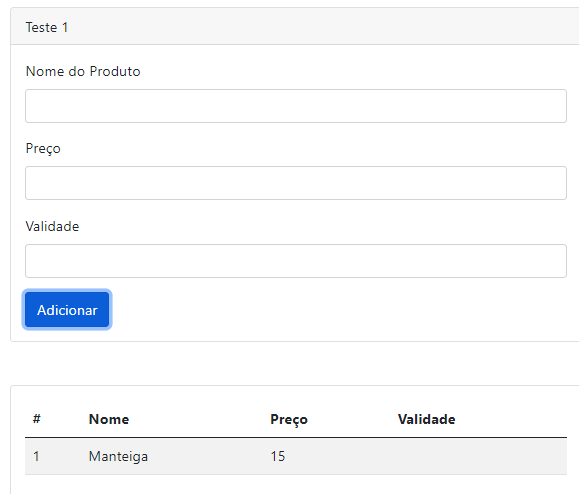 Teste 1
Nome do Produto
Preço
Validade
Adicionar
# Nome Preço Validade
1 Manteiga 15